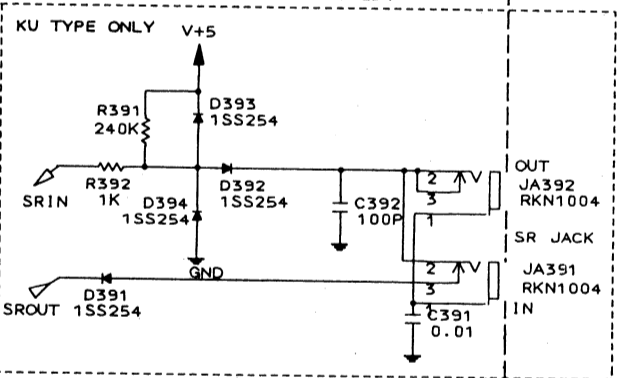 KU TYPE ONLY
V+5
R391
240K
D393
1SS254
SRIN
R392
1K
D394
1SS254
D392
1SS254
C392
100P
GND
2
3
1
OUT
JA392
RKN1004
SR JACK
2
3
1
JA391
RKN1004
IN
SROUT
D391
1SS254
C391
0.01